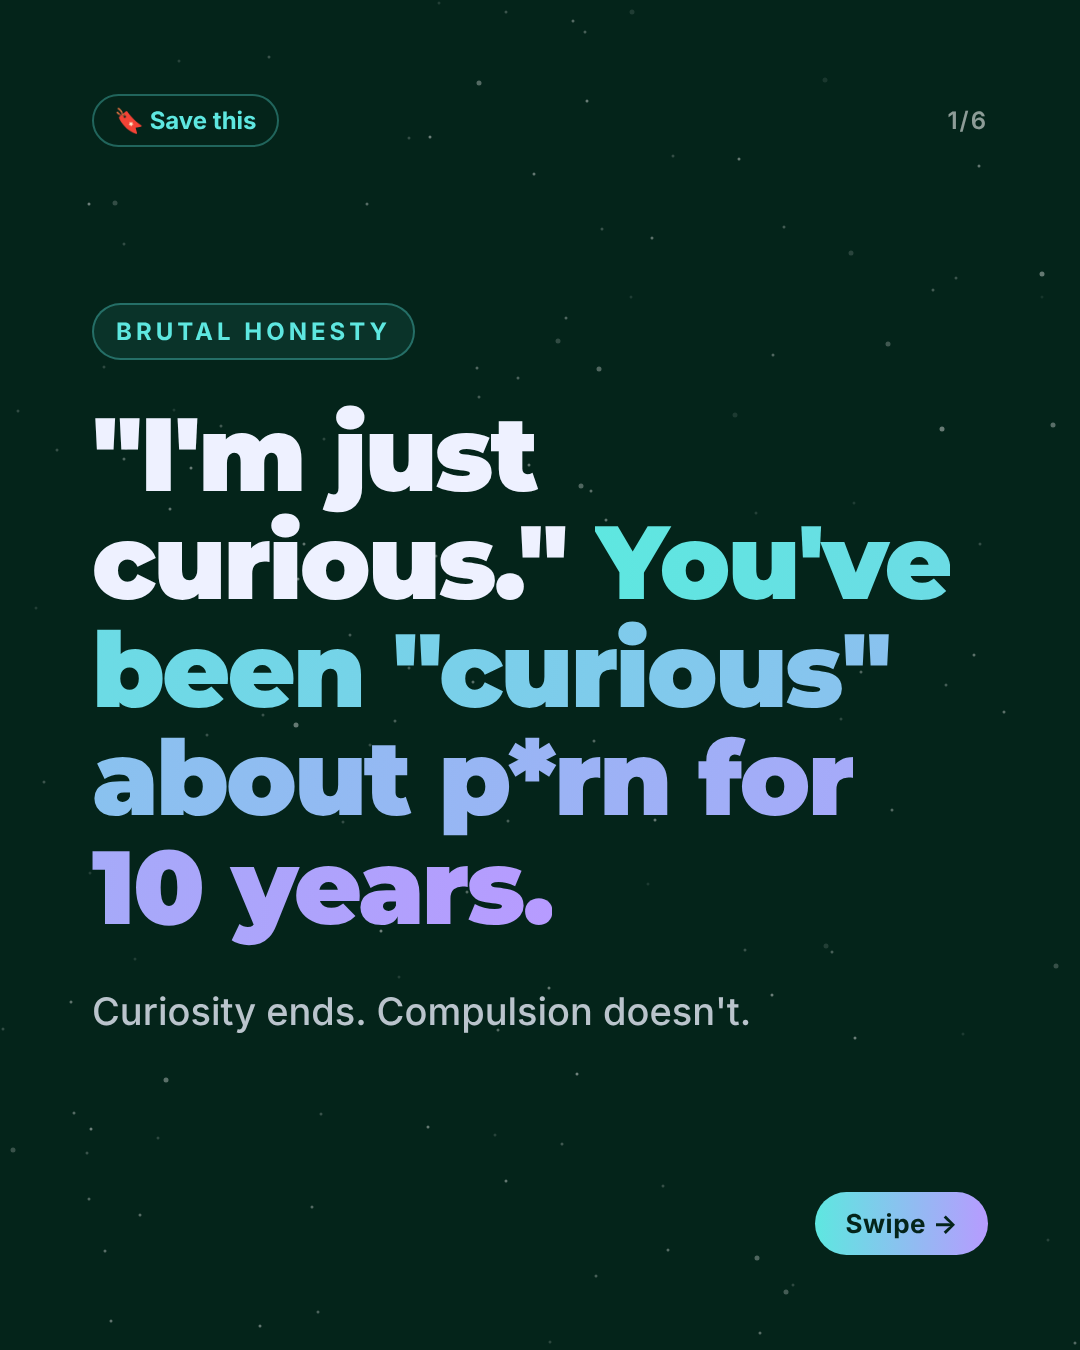 🔖 Save this
1/6
BRUTAL HONESTY
"I'm just
curious." You've
been "curious"
about p*rn for
10 years.
Curiosity ends. Compulsion doesn't.
Swipe →